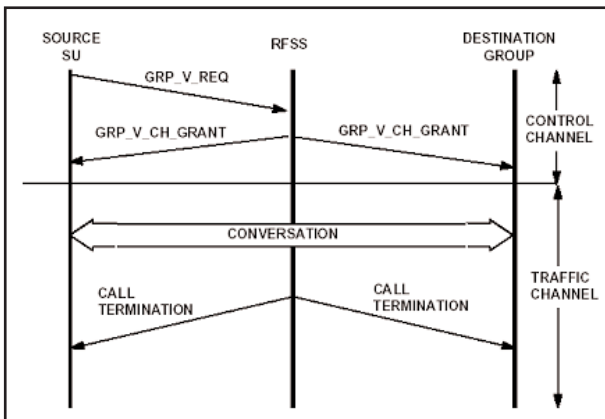 SOURCE
SU
RFSS
DESTINATION
GROUP
GRP_V_REQ
GRP_V_CH_GRANT
GRP_V_CH_GRANT
CONTROL
CHANNEL
CONVERSATION
CALL
TERMINATION
CALL
TERMINATION
TRAFFIC
CHANNEL